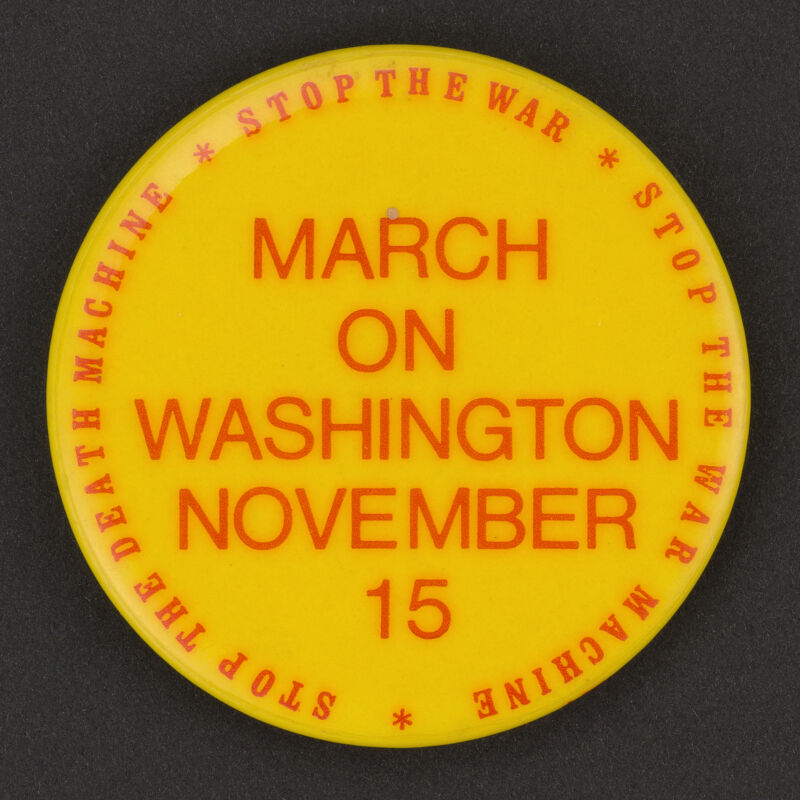 * STOP THE WAR * STOP THE WAR MACHINE * STOP THE DEATH MACHINE
MARCH
ON
WASHINGTON
NOVEMBER
15